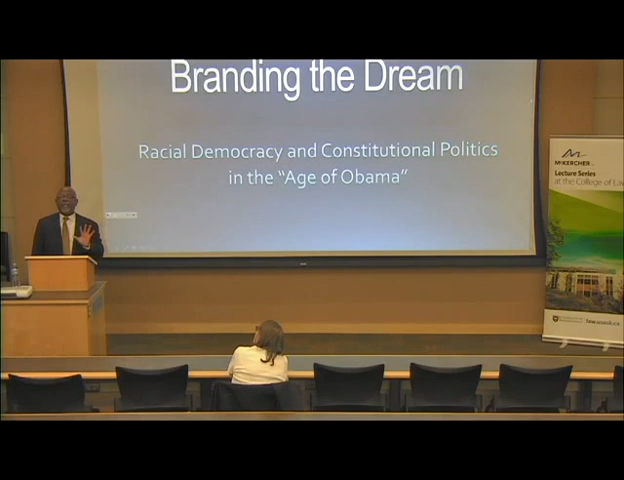 Branding the Dream
Racial Democracy and Constitutional Politics
in the "Age of Obama"
MCKERCHER
Lecture Series
at the College of Law